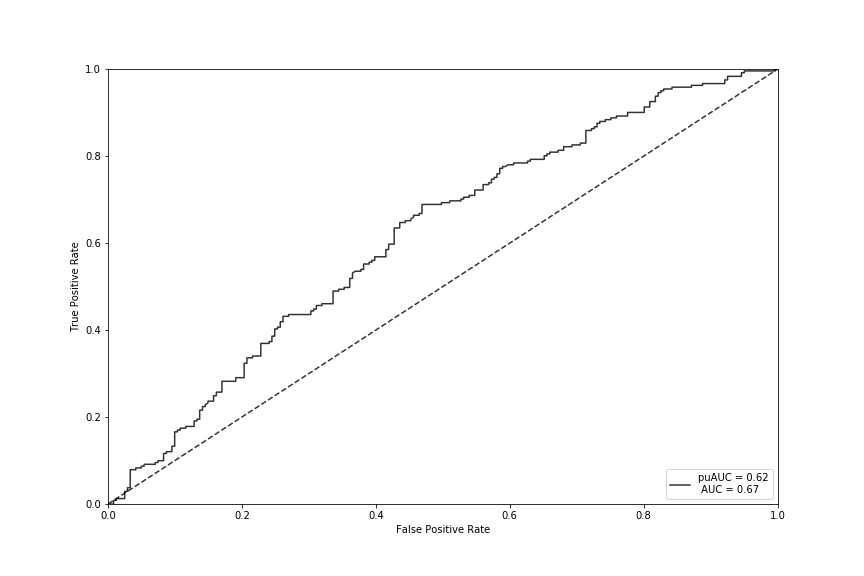 1.0
0.8
0.6
0.4
0.2
0.0
True Positive Rate
puAUC = 0.62
AUC = 0.67
0.0 0.2 0.4 0.6 0.8 1.0
False Positive Rate